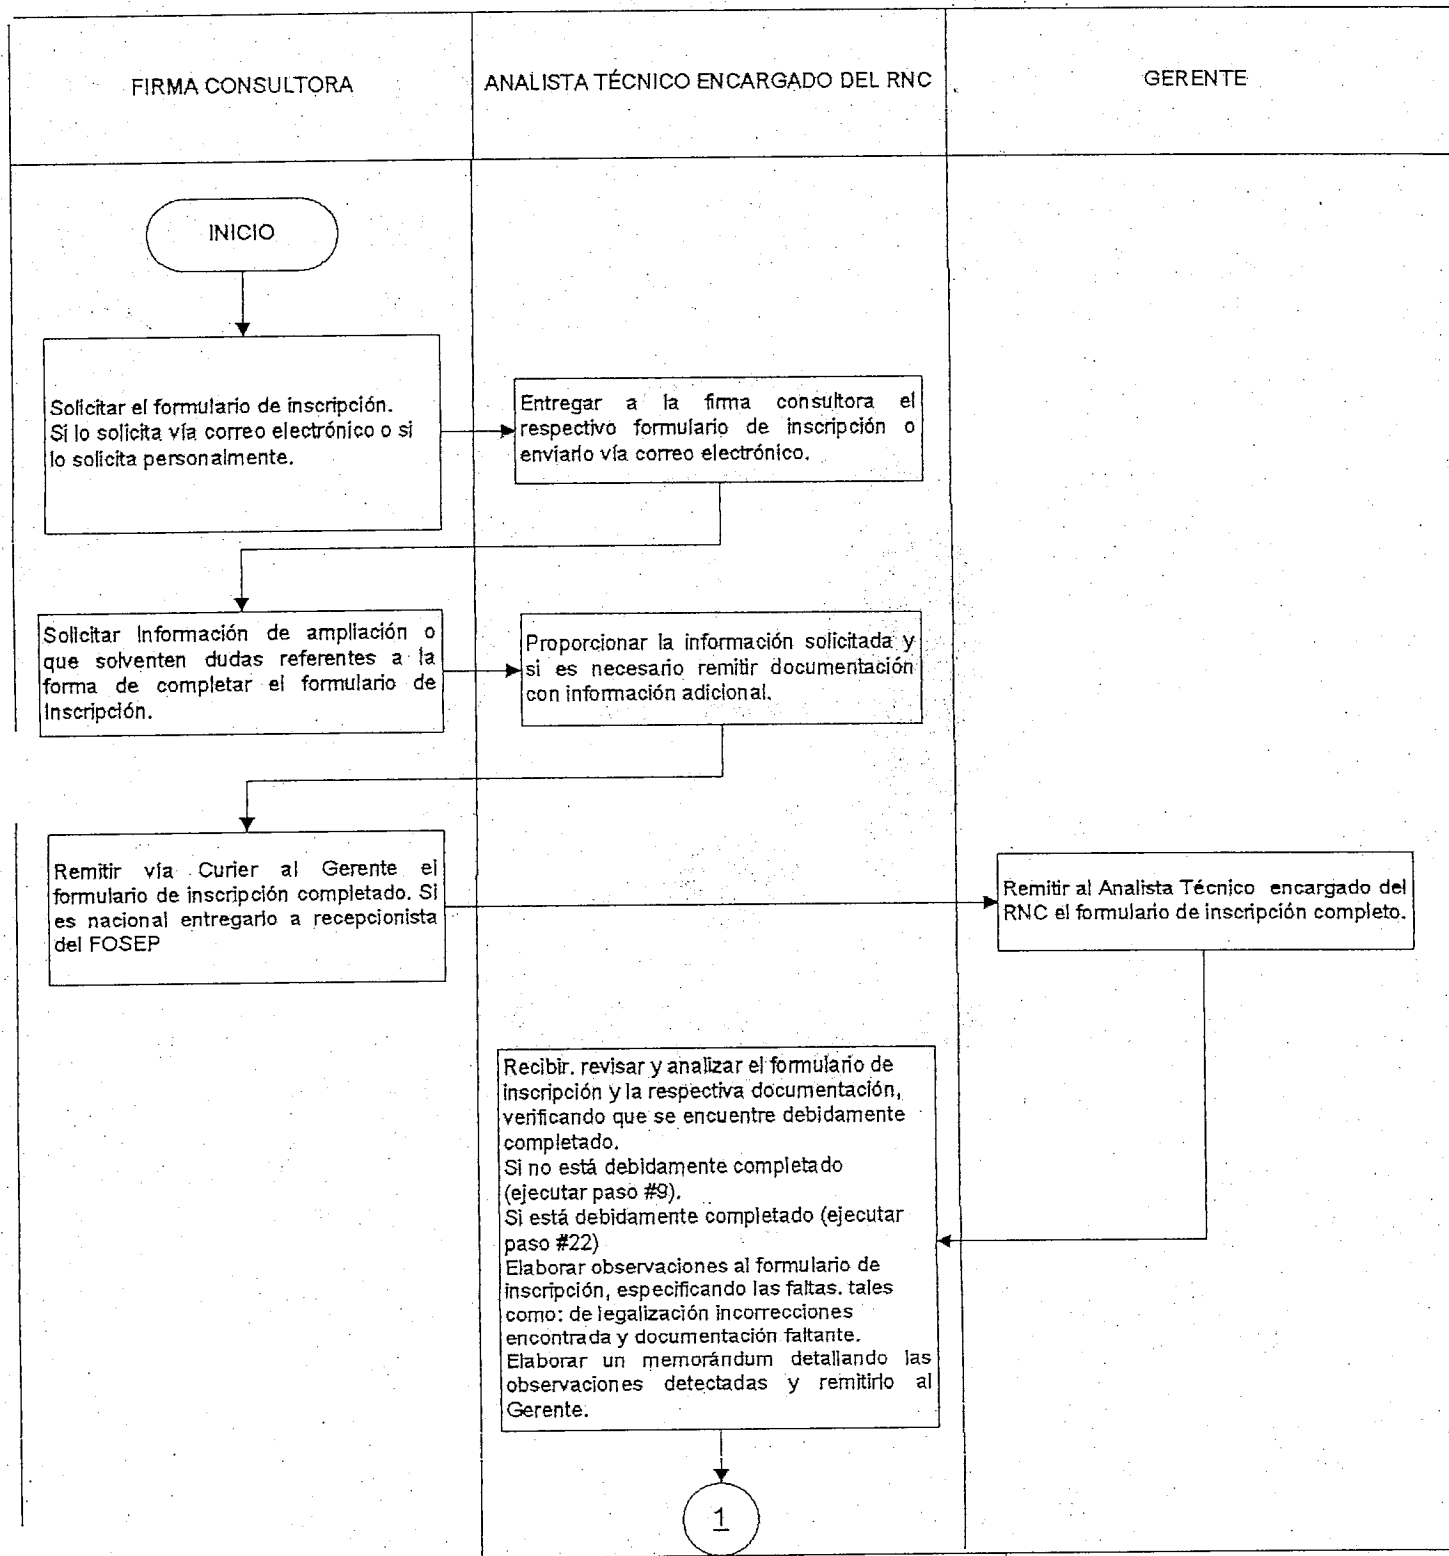 FIRMA CONSULTORA
ANALISTA TÉCNICO ENCARGADO DEL RNC
GERENTE
INICIO
Solicitar el formulario de inscripción.
Si lo solicita vía correo electrónico o si
lo solicita personalmente.
Entregar a la firma consultora el
respectivo formulario de inscripción o
enviarlo vía correo electrónico.
Solicitar Información de ampliación o
que solventen dudas referentes a la
forma de completar el formulario de
Inscripción.
Proporcionar la información solicitada y
si es necesario remitir documentación
con información adicional.
Remitir vía Curier al Gerente el
formulario de inscripción completado. Si
es nacional entregarlo a recepcionista
del FOSEP
Remitir al Analista Técnico encargado del
RNC el formulario de inscripción completo.
Recibir. revisar y analizar el formulario de
inscripción y la respectiva documentación,
verificando que se encuentre debidamente
completado.
Si no está debidamente completado
(ejecutar paso #9).
Si está debidamente completado (ejecutar
paso #22)
Elaborar observaciones al formulario de
inscripción, especificando las faltas. tales
como: de legalización incorrecciones
encontrada y documentación faltante.
Elaborar un memorándum detallando las
observaciones detectadas y remitirlo al
Gerente.
1